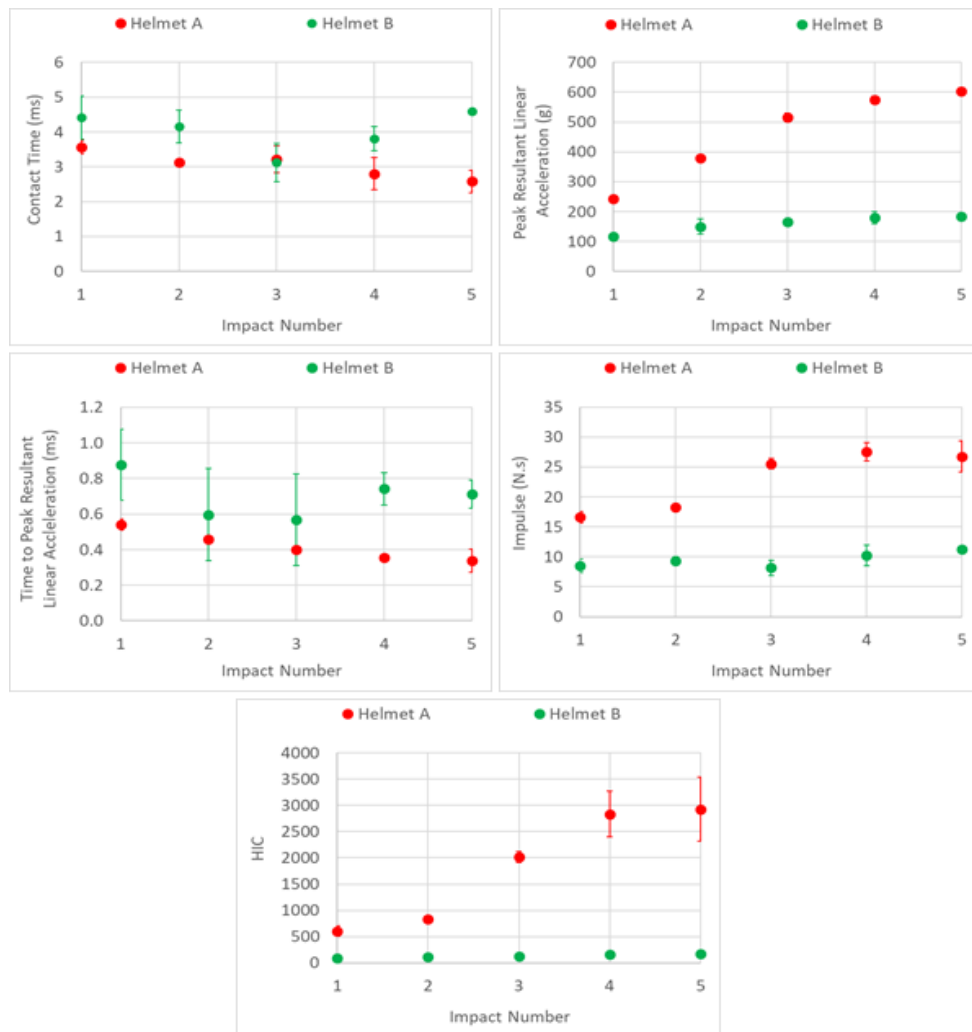 Helmet A Helmet B
Contact Time (ms)
6
5
4
3
2
1
0
1 2 3 4 5
Impact Number
Helmet A Helmet B
Peak Resultant Linear
Acceleration (g)
700
600
500
400
300
200
100
0
1 2 3 4 5
Impact Number
Helmet A Helmet B
Time to Peak Resultant
Linear Accleration (ms)
1.2
1.0
0.8
0.6
0.4
0.2
0.0
1 2 3 4 5
Impact Number
Helmet A Helmet B
Impulse (N.s)
35
30
25
20
15
10
5
0
1 2 3 4 5
Impact Number
Helmet A Helmet B
HIC
4000
3500
3000
2500
2000
1500
1000
500
0
1 2 3 4 5
Impact Number